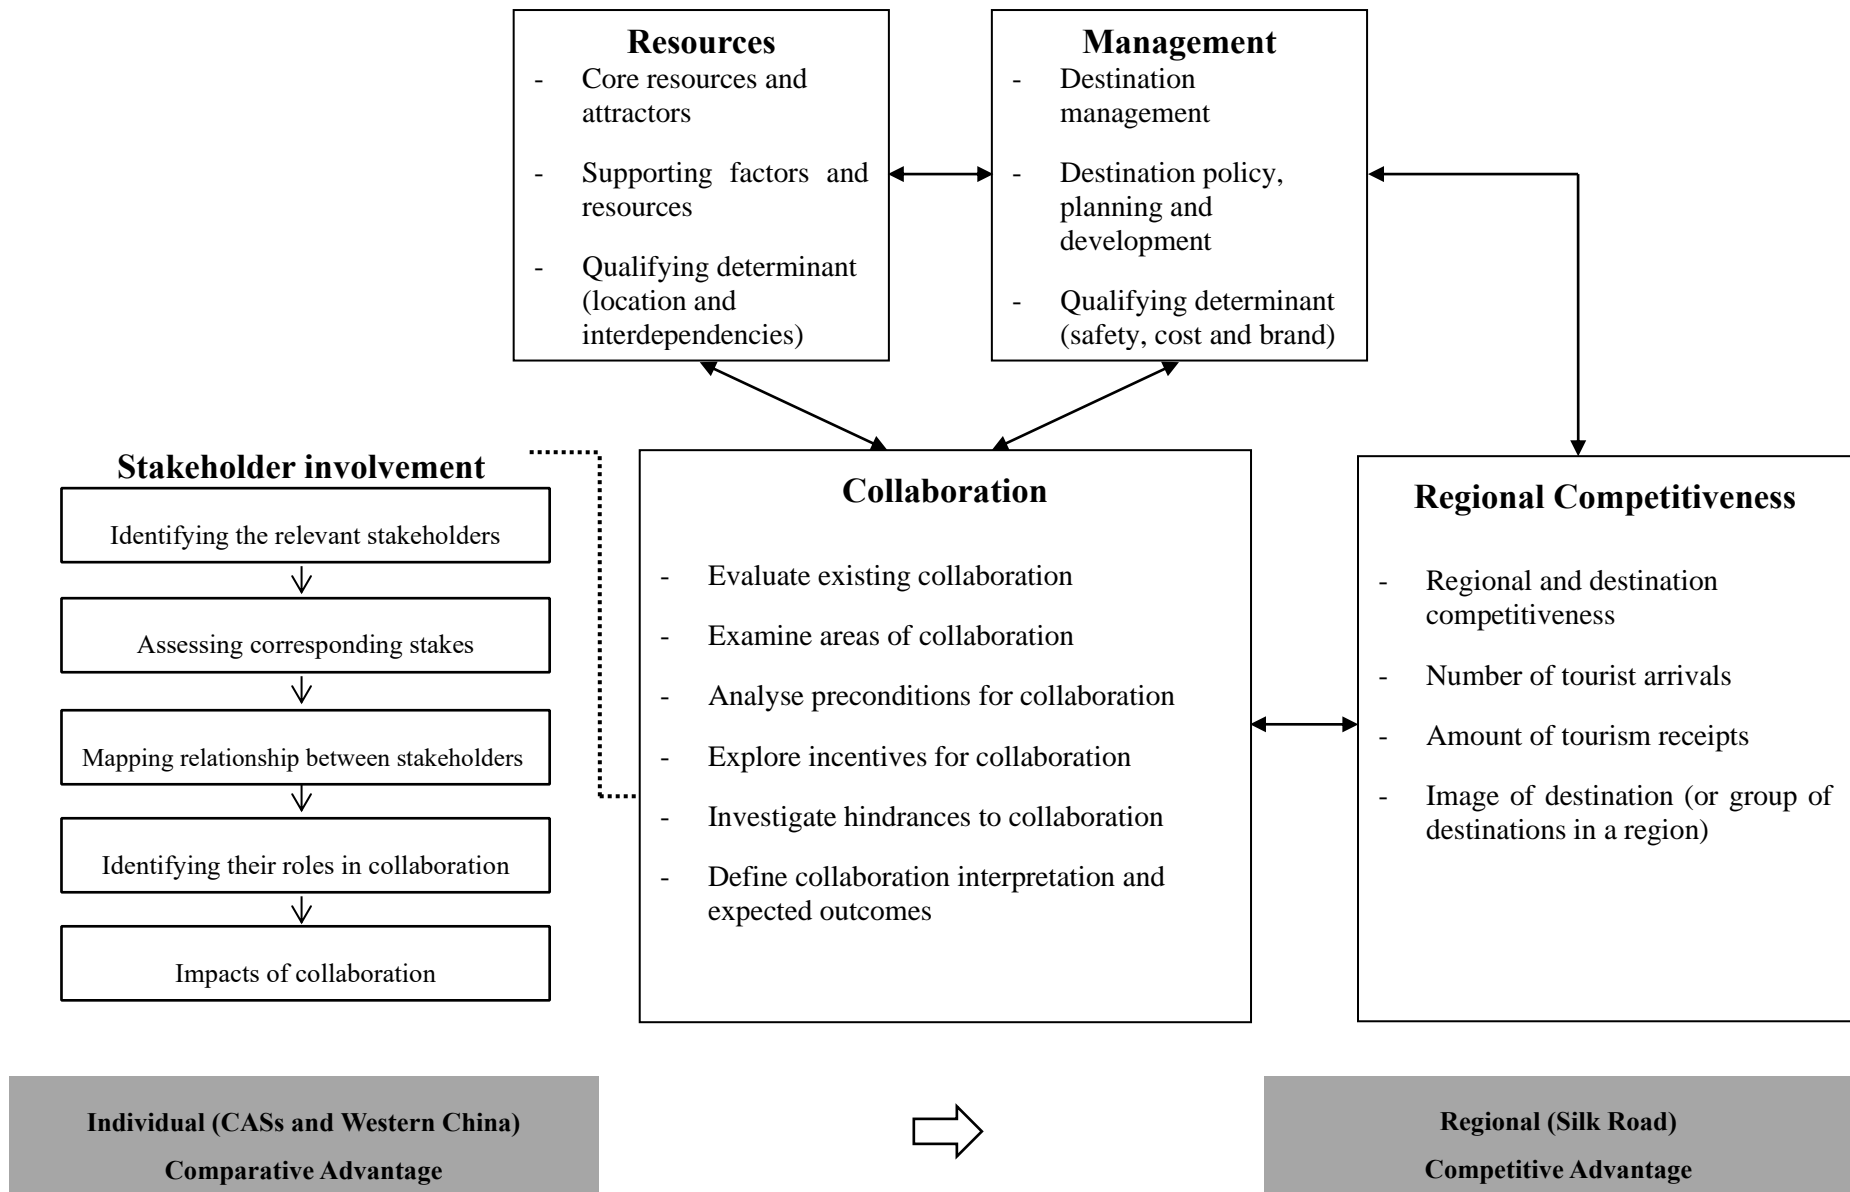 Resources
- Core resources and
attractors
- Supporting factors and
resources
- Qualifying determinant
(location and
interdependencies)
Management
- Destination
management
- Destination policy,
planning and
development
- Qualifying determinant
(safety, cost and brand)
Stakeholder involvement
Identifying the relevant stakeholders
Assessing corresponding stakes
Mapping relationship between stakeholders
Identifying their roles in collaboration
Impacts of collaboration
Collaboration
- Evaluate existing collaboration
- Examine areas of collaboration
- Analyse preconditions for collaboration
- Explore incentives for collaboration
- Investigate hindrances to collaboration
- Define collaboration interpretation and
expected outcomes
Regional Competitiveness
- Regional and destination
competitiveness
- Number of tourist arrivals
- Amount of tourism receipts
- Image of destination (or group of
destinations in a region)
Individual (CASs and Western China)
Comparative Advantage
Regional (Silk Road)
Competitive Advantage